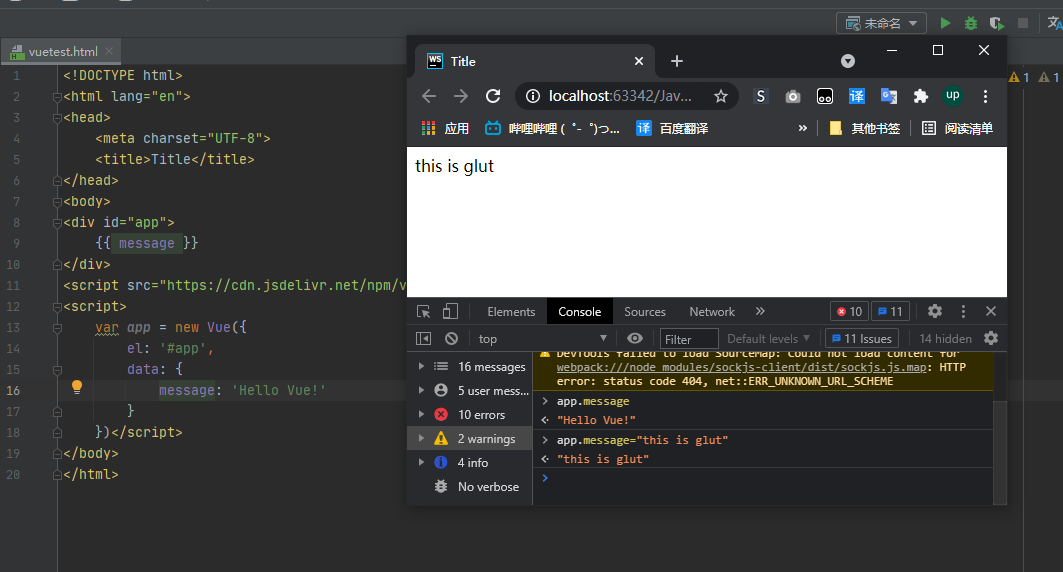 未命名
vuetest.html
1 <!DOCTYPE html>
2 <html lang="en">
3 <head>
4 <meta charset="UTF-8">
5 <title>Title</title>
6 </head>
7 <body>
8 <div id="app">
9 {{ message }}
10 </div>
11 <script src="https://cdn.jsdelivr.net/npm/v
12 <script>
13 var app = new Vue({
14 el: '#app',
15 data: {
16 message: 'Hello Vue!'
17 }
18 })</script>
19 </body>
20 </html>
1 1
WS Title
localhost:63342/Jav...
S 译 up
应用 哔哩哔哩 ( ゜- ゜)つ... 译 百度翻译 » 其他书签 阅读清单
this is glut
Elements Console Sources Network » 10 11
top Filter Default levels 11 Issues 14 hidden
16 messages
5 user mess...
10 errors
2 warnings
4 info
No verbose
DevTools failed to load SourceMap: Could not load content for
webpack:///node_modules/sockjs-client/dist/sockjs.js.map: HTTP
error: status code 404, net::ERR_UNKNOWN_URL_SCHEME
> app.message
"Hello Vue!"
> app.message="this is glut"
"this is glut"
>